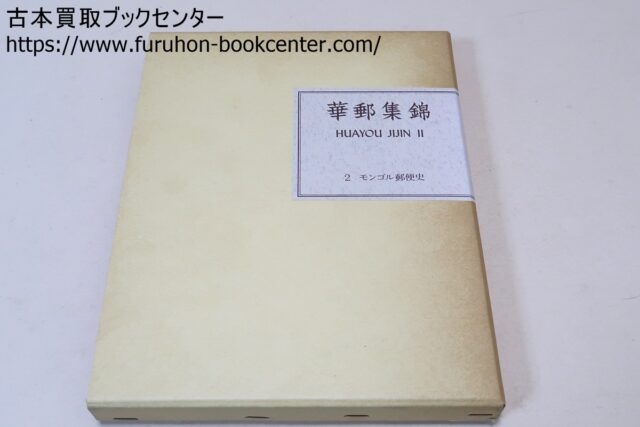 古本買取ブックセンター
https://www.furuhon-bookcenter.com/
華郵集錦
HUAYOU JIJIN II
2 モンゴル郵便史